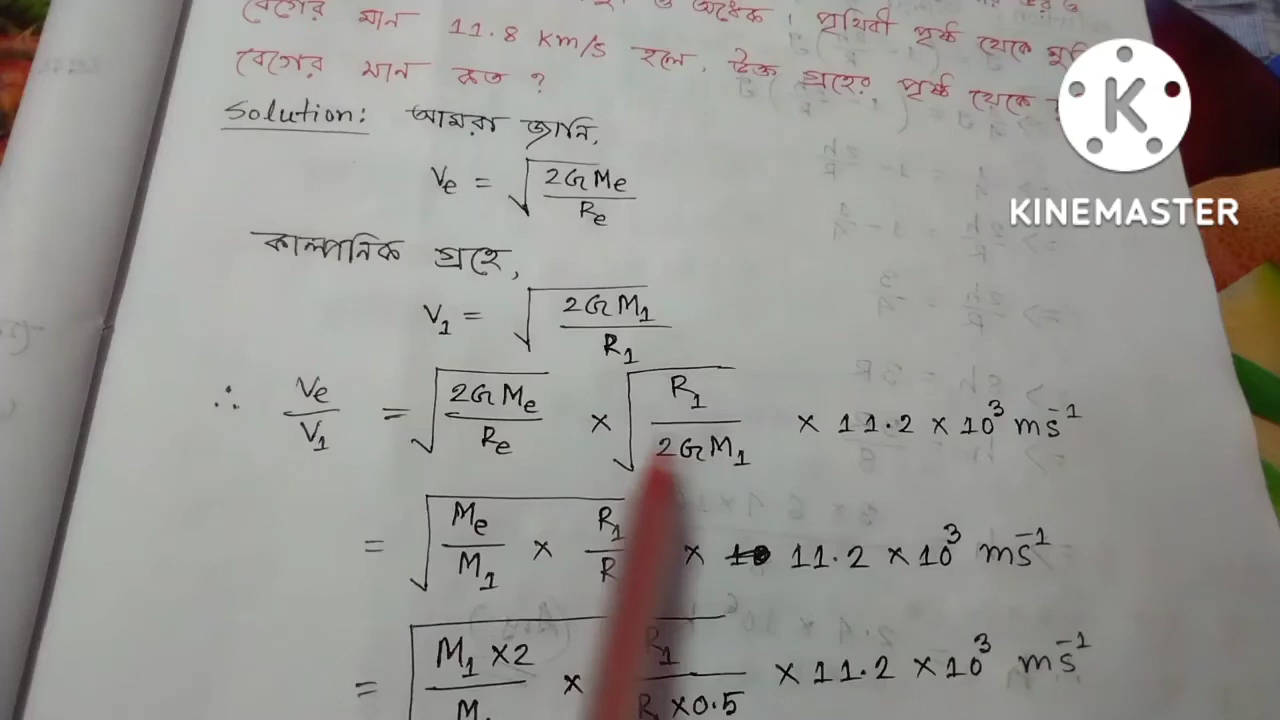 বেগের মান 11.8 km/s হলে, উক্ত গ্রহের পৃষ্ঠ থেকে
বেগের মান কত ?
Solution: আমরা জানি,
Ve = √(2GMe/Re)
কাল্পনিক গ্রহে,
V1 = √(2GM1/R1)
∴ Ve/V1 = √(2GMe/Re) × √(R1/2GM1) × 11.2 × 10³ ms⁻¹
= √(Me/M1 × R1/R) × 11.2 × 10³ ms⁻¹
= √(M1×2/M × R1/R×0.5) × 11.2 × 10³ ms⁻¹
K
KINEMASTER